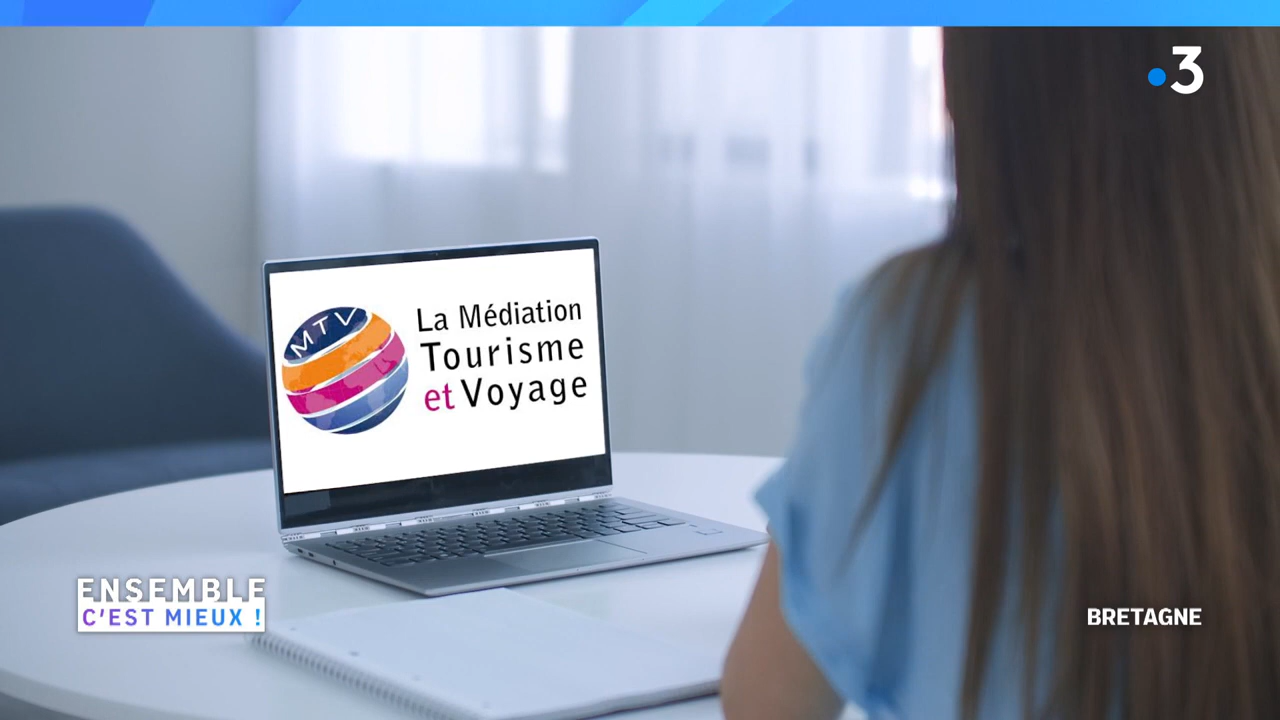 3
MTV
La Médiation
Tourisme
et Voyage
ENSEMBLE
C'EST MIEUX !
BRETAGNE